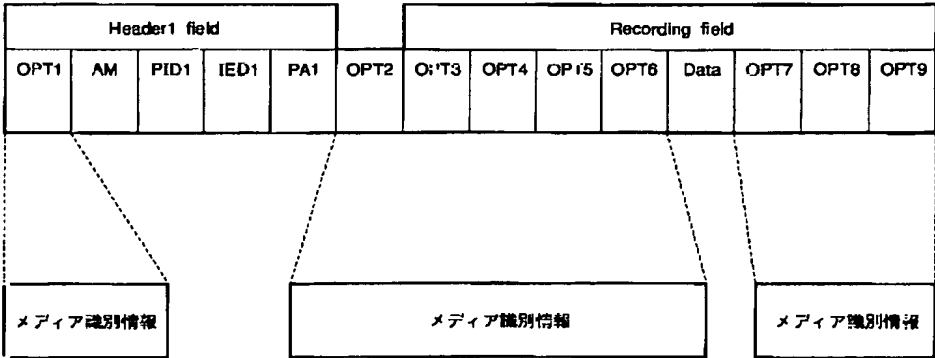 Header1 field
Recording field
OPT1 AM PID1 IED1 PA1 OPT2 OPT3 OPT4 OPT5 OPT6 Data OPT7 OPT8 OPT9
メディア識別情報 メディア識別情報 メディア識別情報